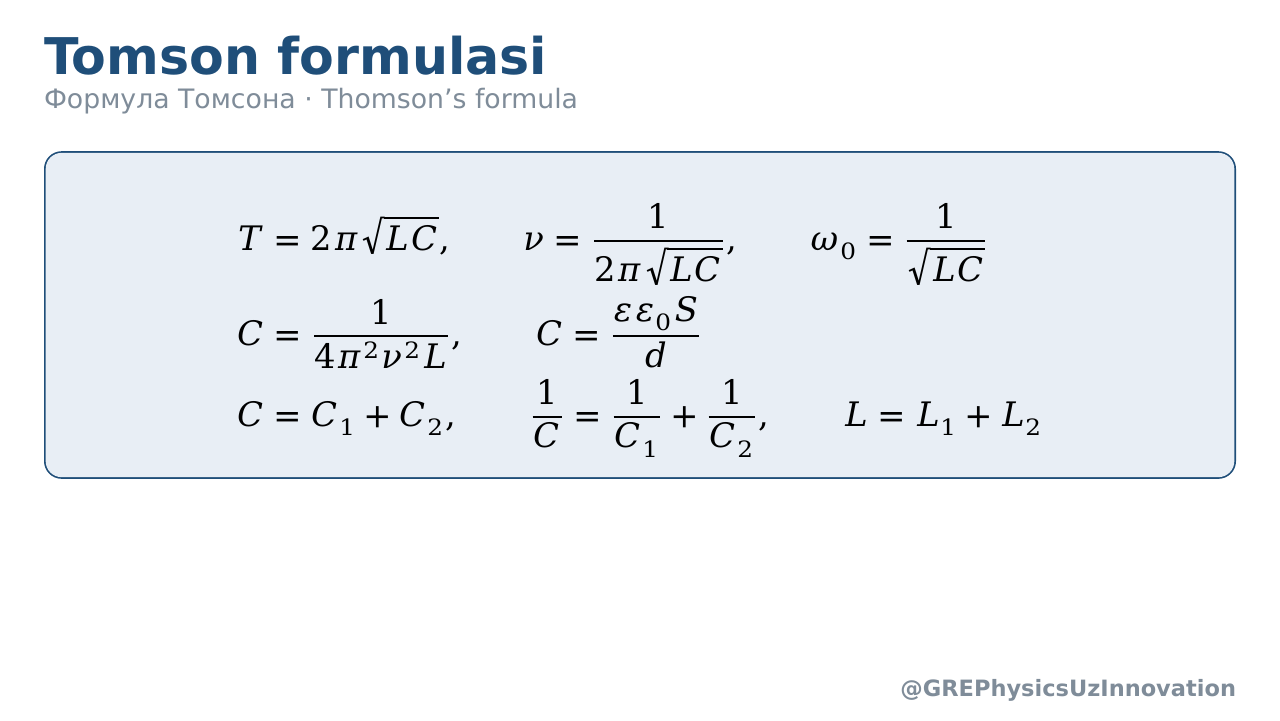 Tomson formulasi
Формула Томсона · Thomson’s formula
T = 2π√LC, ν = 1/(2π√LC), ω₀ = 1/√LC
C = 1/(4π²ν²L), C = εε₀S/d
C = C₁ + C₂, 1/C = 1/C₁ + 1/C₂, L = L₁ + L₂
@GREPhysicsUzInnovation